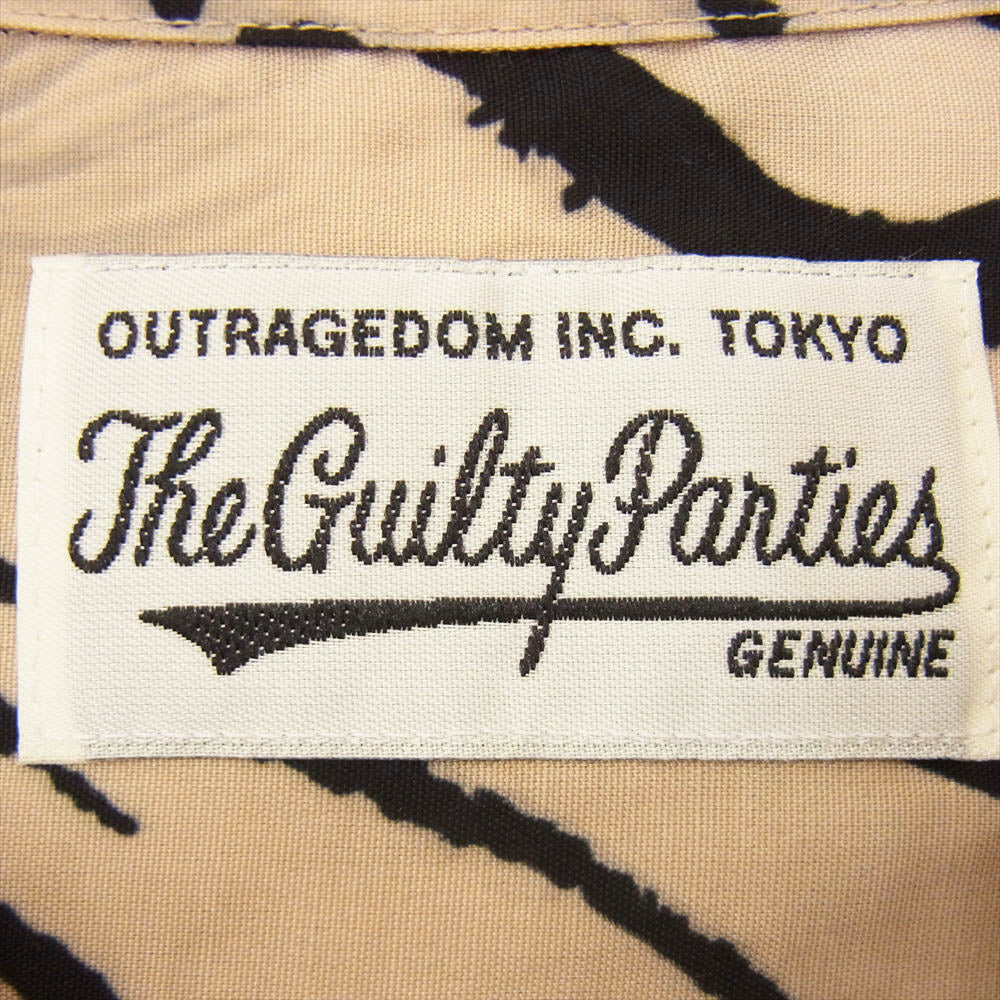 OUTRAGEDOM INC. TOKYO
The Guilty Parties
GENUINE